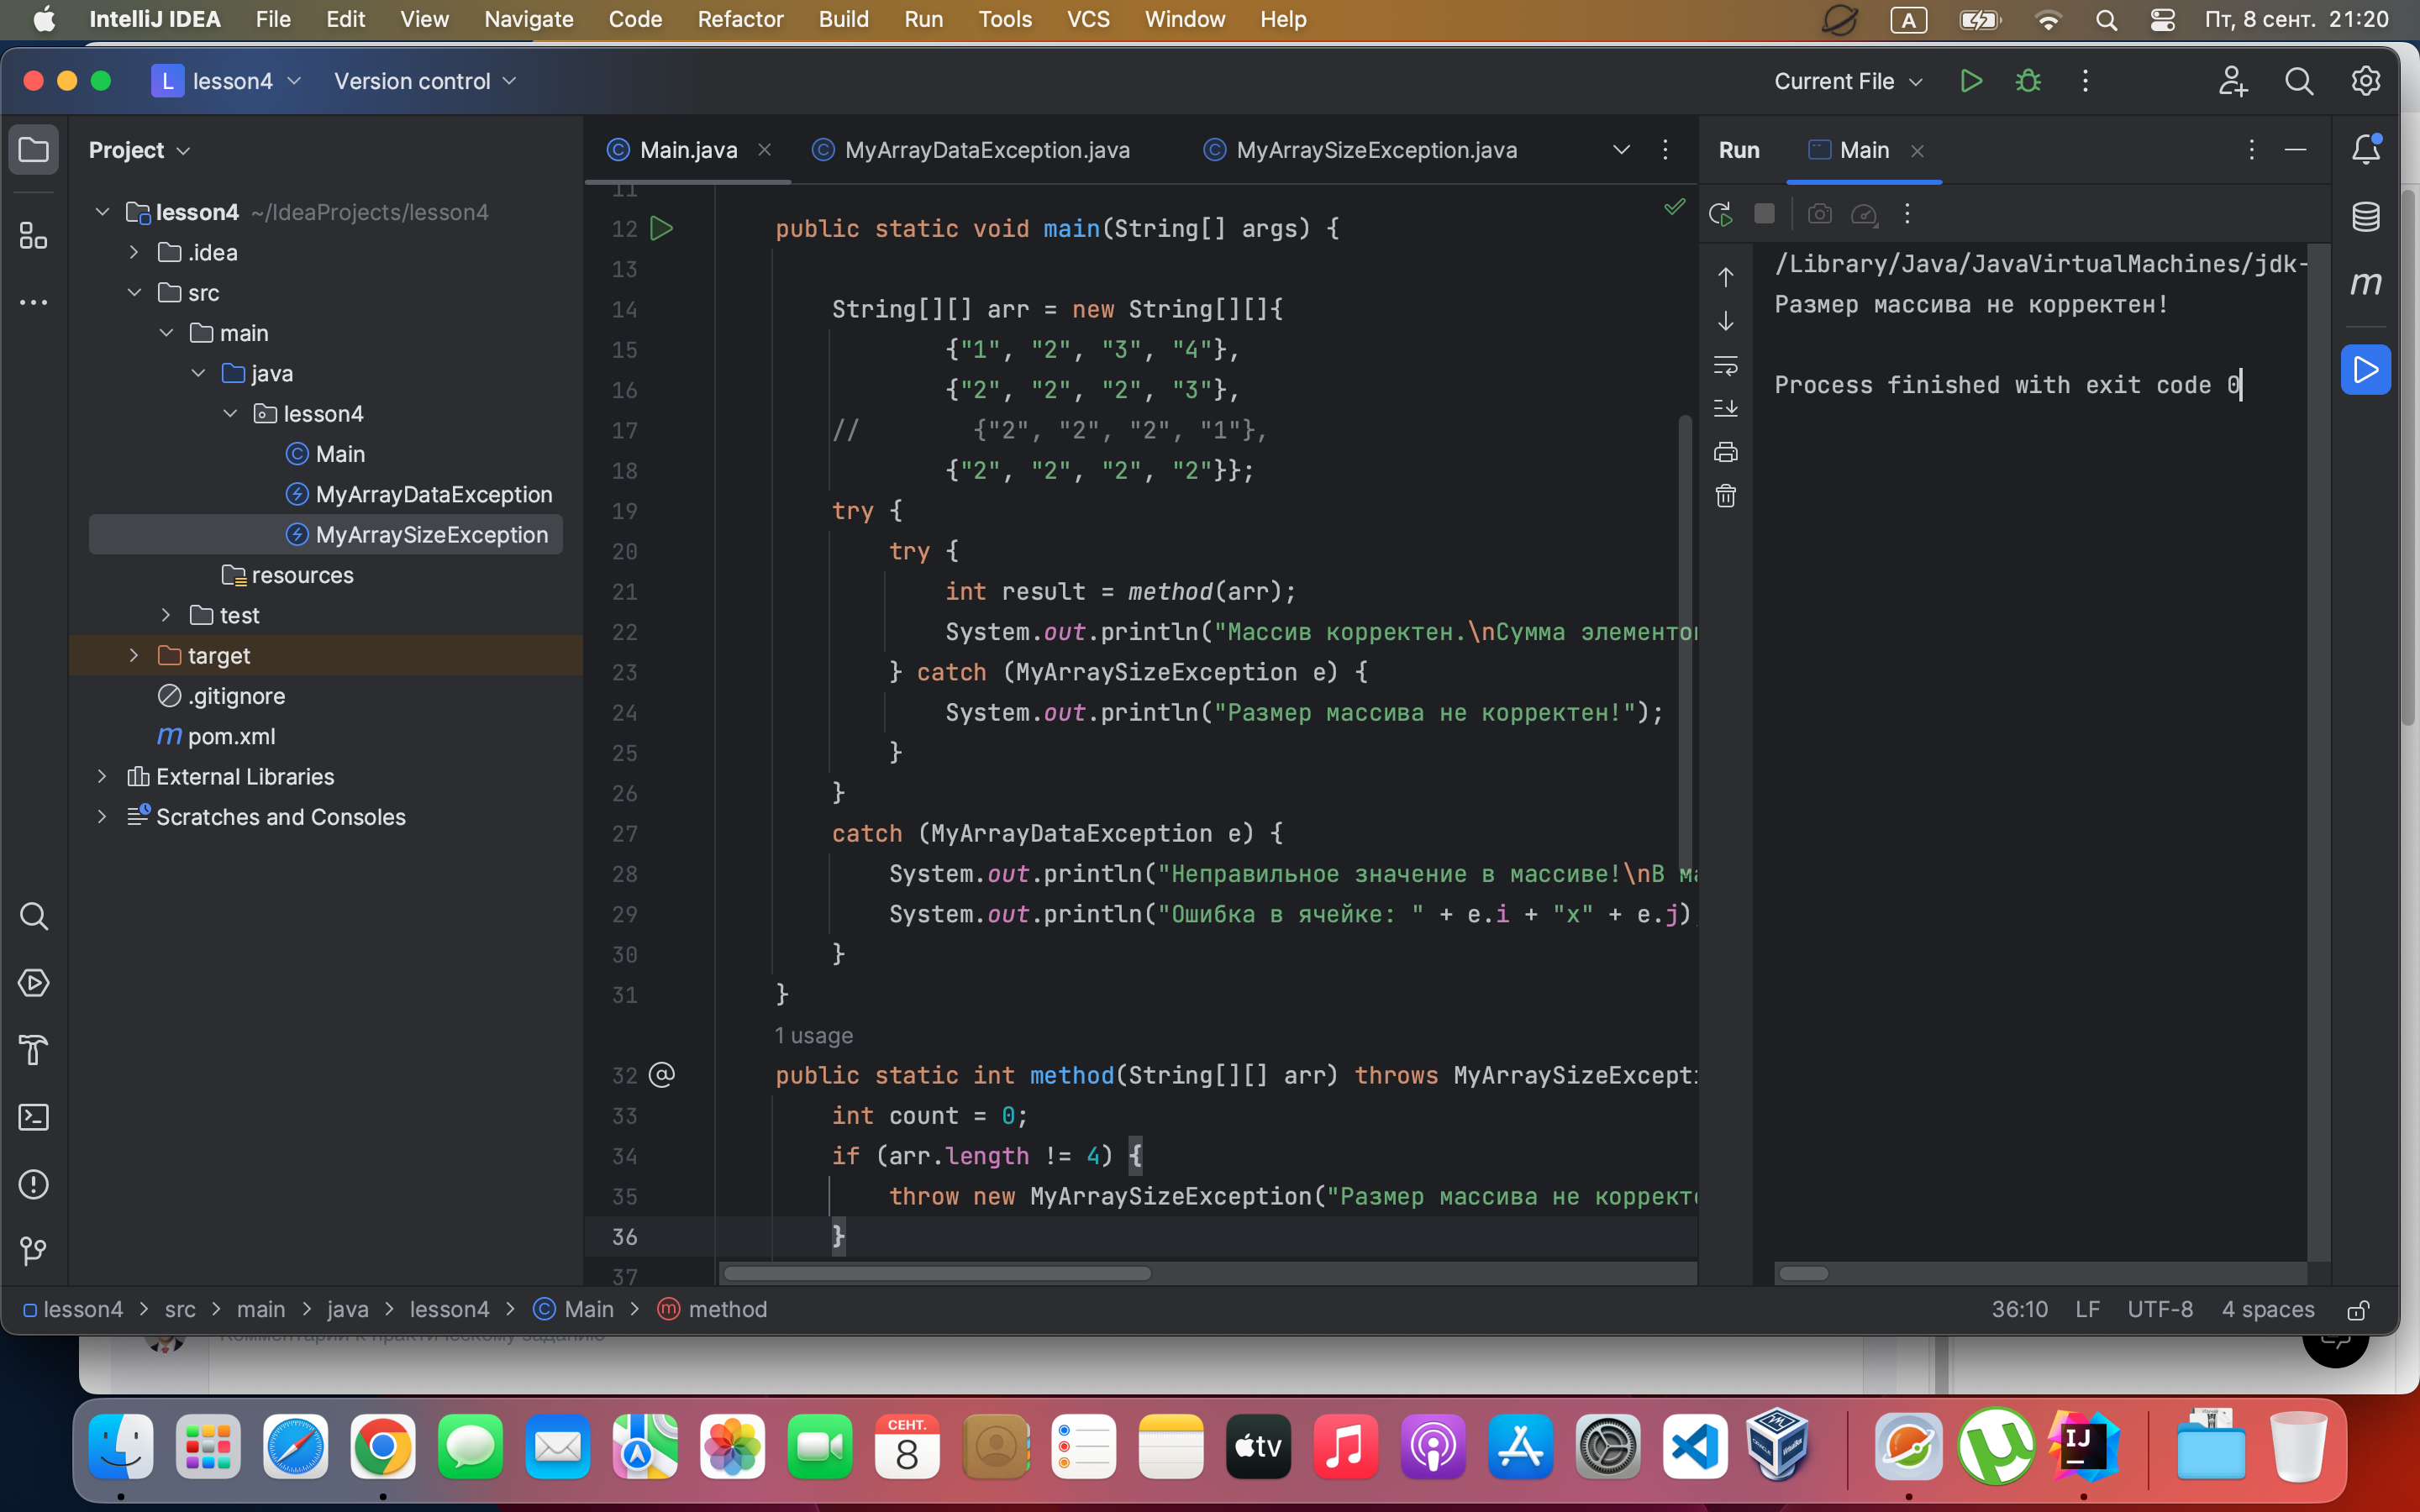 IntelliJ IDEA File Edit View Navigate Code Refactor Build Run Tools VCS Window Help A Пт, 8 сент. 21:20
L lesson4 Version control Current File
Project
lesson4 ~/IdeaProjects/lesson4
.idea
src
main
java
lesson4
Main
MyArrayDataException
MyArraySizeException
resources
test
target
.gitignore
m pom.xml
External Libraries
Scratches and Consoles
Main.java MyArrayDataException.java MyArraySizeException.java
11
12 public static void main(String[] args) {
13
14 String[][] arr = new String[][]{
15 {"1", "2", "3", "4"},
16 {"2", "2", "2", "3"},
17 // {"2", "2", "2", "1"},
18 {"2", "2", "2", "2"}};
19 try {
20 try {
21 int result = method(arr);
22 System.out.println("Массив корректен.\nСумма элементо
23 } catch (MyArraySizeException e) {
24 System.out.println("Размер массива не корректен!");
25 }
26 }
27 catch (MyArrayDataException e) {
28 System.out.println("Неправильное значение в массиве!\nВ ма
29 System.out.println("Ошибка в ячейке: " + e.i + "x" + e.j)
30 }
31 }
1 usage
32 @ public static int method(String[][] arr) throws MyArraySizeExcepti
33 int count = 0;
34 if (arr.length != 4) {
35 throw new MyArraySizeException("Размер массива не корректе
36 }
37
Run Main
/Library/Java/JavaVirtualMachines/jdk-
Размер массива не корректен!
Process finished with exit code 0
m
lesson4 > src > main > java > lesson4 > Main > method 36:10 LF UTF-8 4 spaces
Комментарии к практическому заданию
СЕНТ.
8
tv
IJ